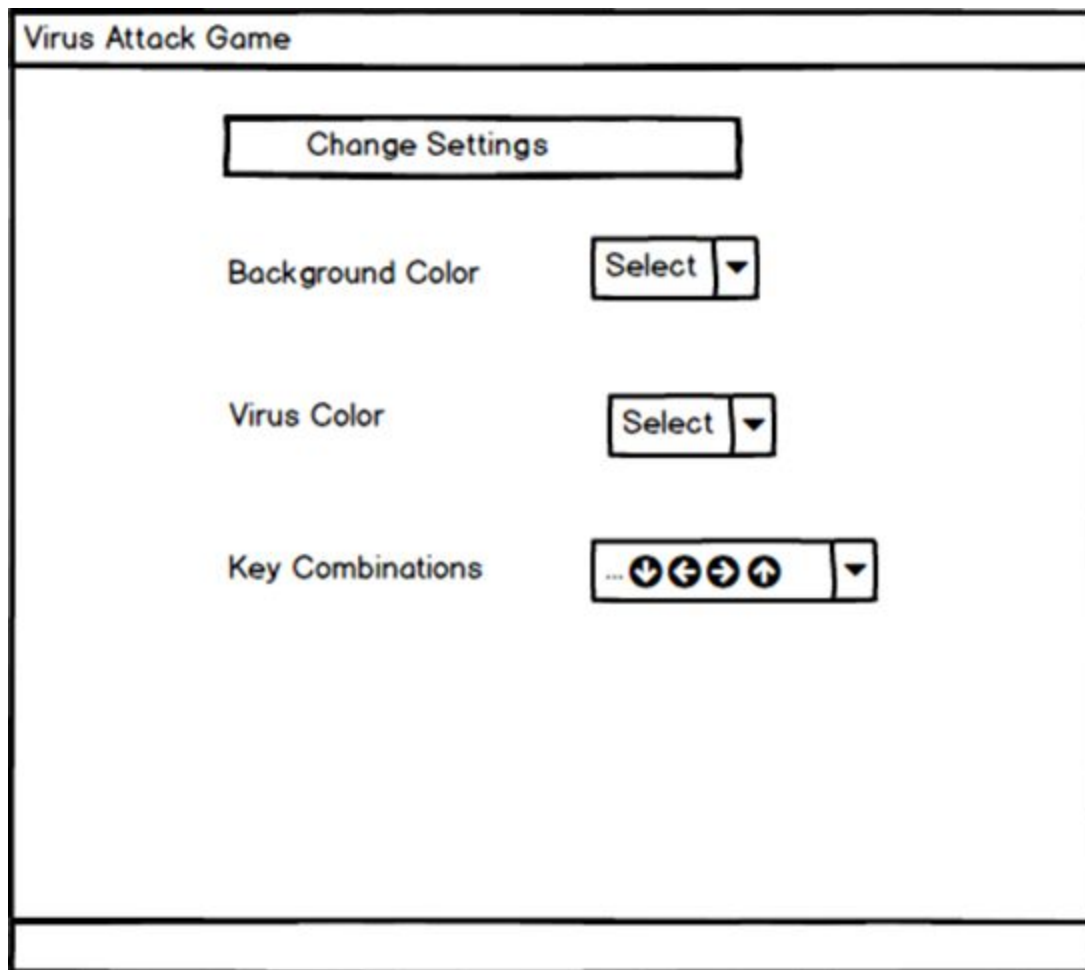 Virus Attack Game
Change Settings
Background Color Select
Virus Color Select
Key Combinations ...